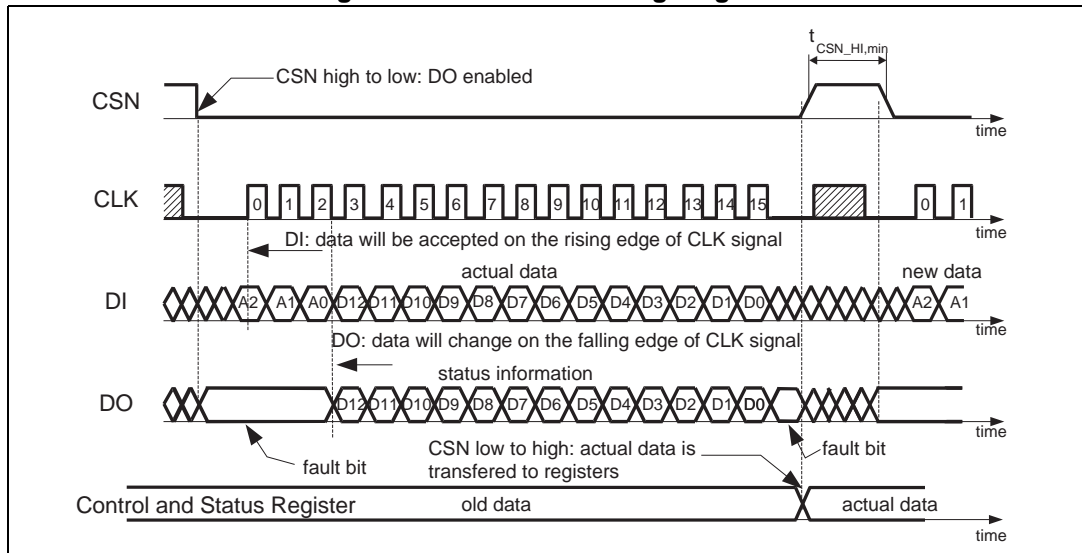 t CSN_HI,min
CSN high to low: DO enabled
CSN
time
CLK
0 1 2 3 4 5 6 7 8 9 10 11 12 13 14 15 0 1
time
DI: data will be accepted on the rising edge of CLK signal
actual data
new data
DI
A2 A1 A0 D12 D11 D10 D9 D8 D7 D6 D5 D4 D3 D2 D1 D0 A2 A1
time
DO: data will change on the falling edge of CLK signal
status information
DO
D12 D11 D10 D9 D8 D7 D6 D5 D4 D3 D2 D1 D0
time
fault bit
CSN low to high: actual data is
transfered to registers
fault bit
Control and Status Register
old data
actual data
time